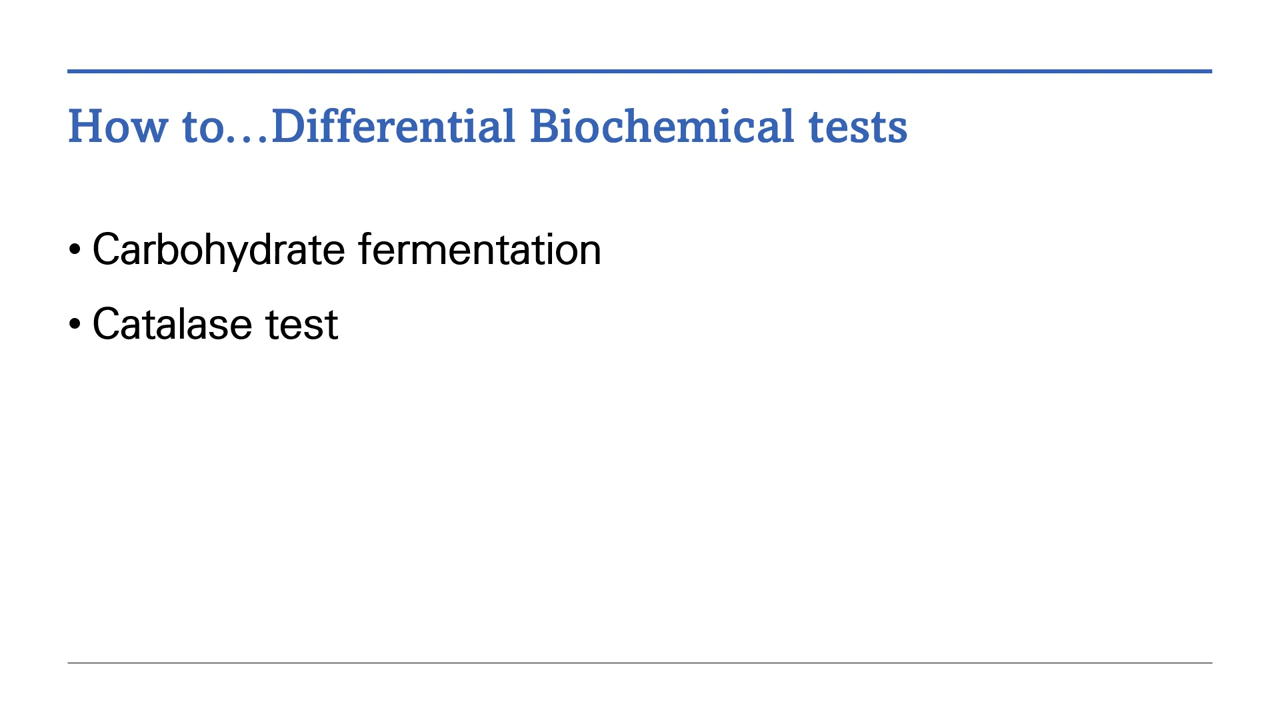 How to…Differential Biochemical tests
• Carbohydrate fermentation
• Catalase test